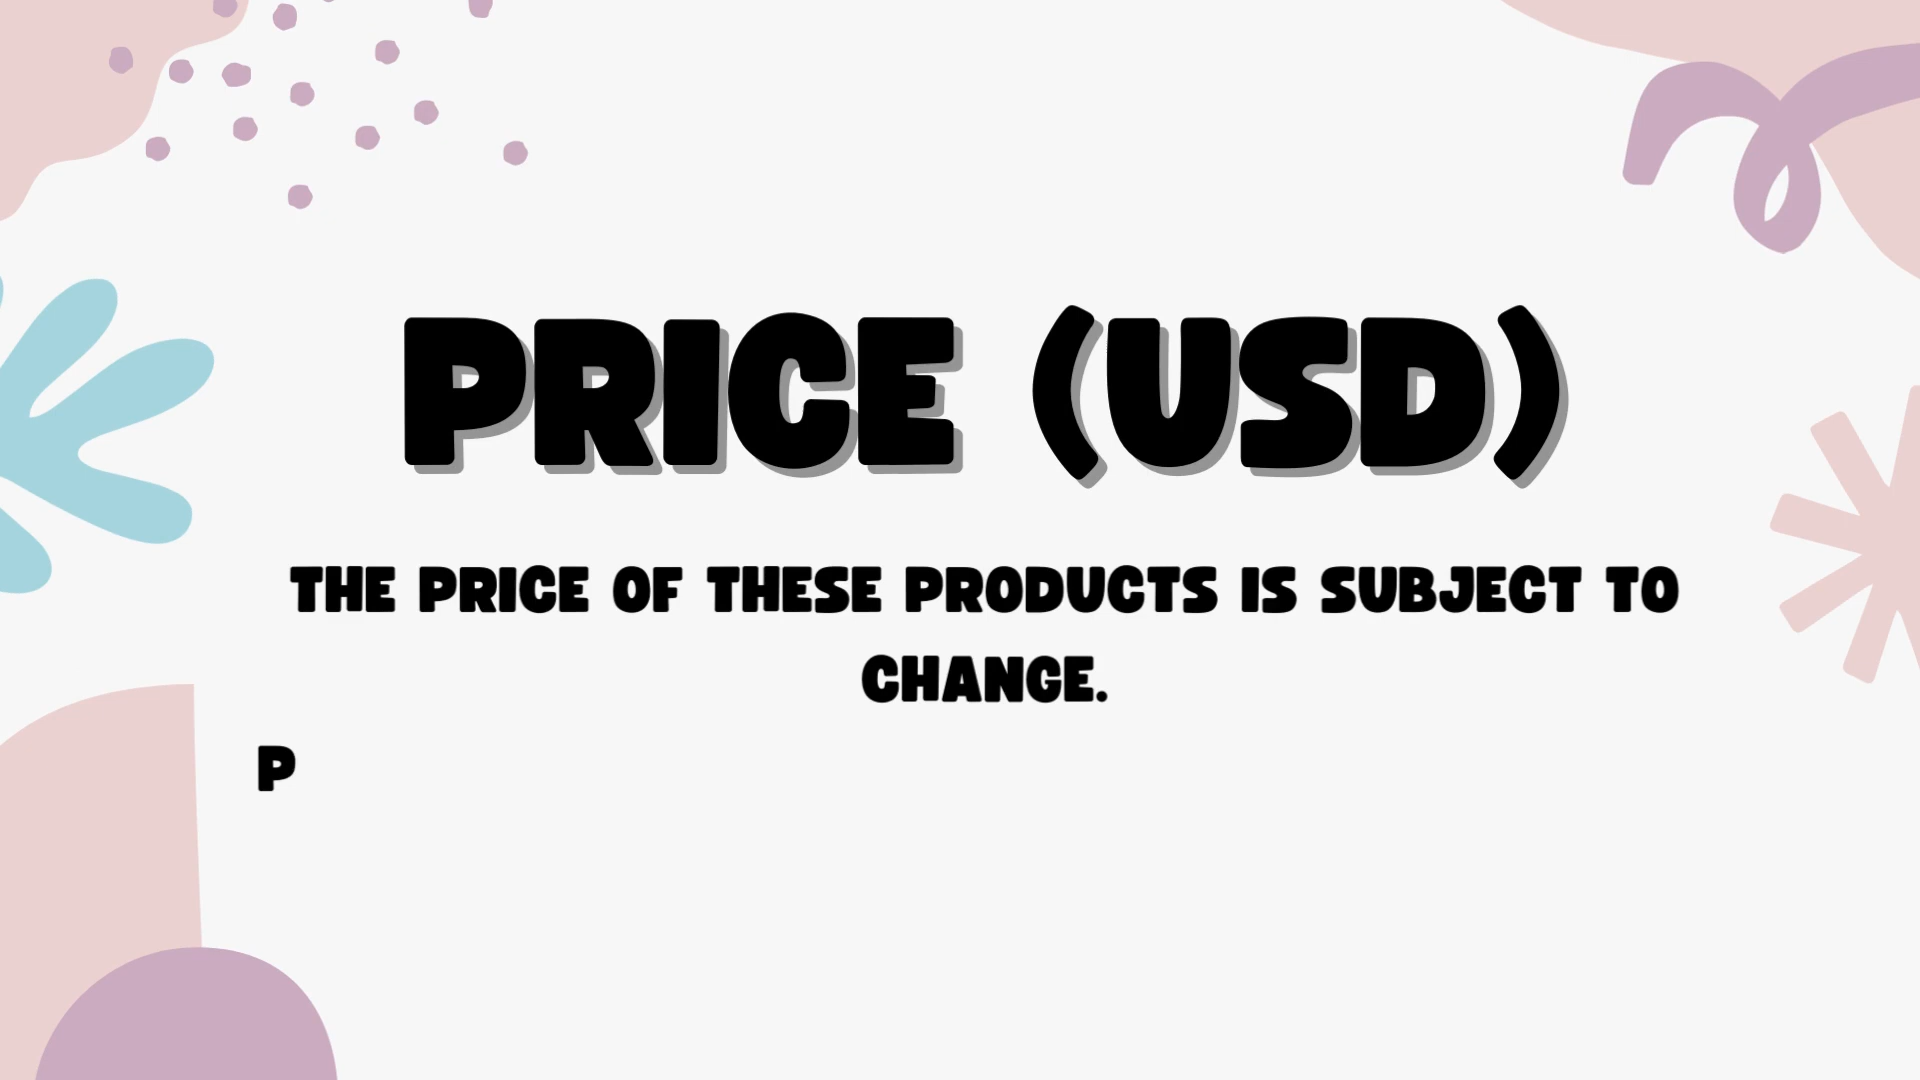 PRICE (USD)
THE PRICE OF THESE PRODUCTS IS SUBJECT TO
CHANGE.
P